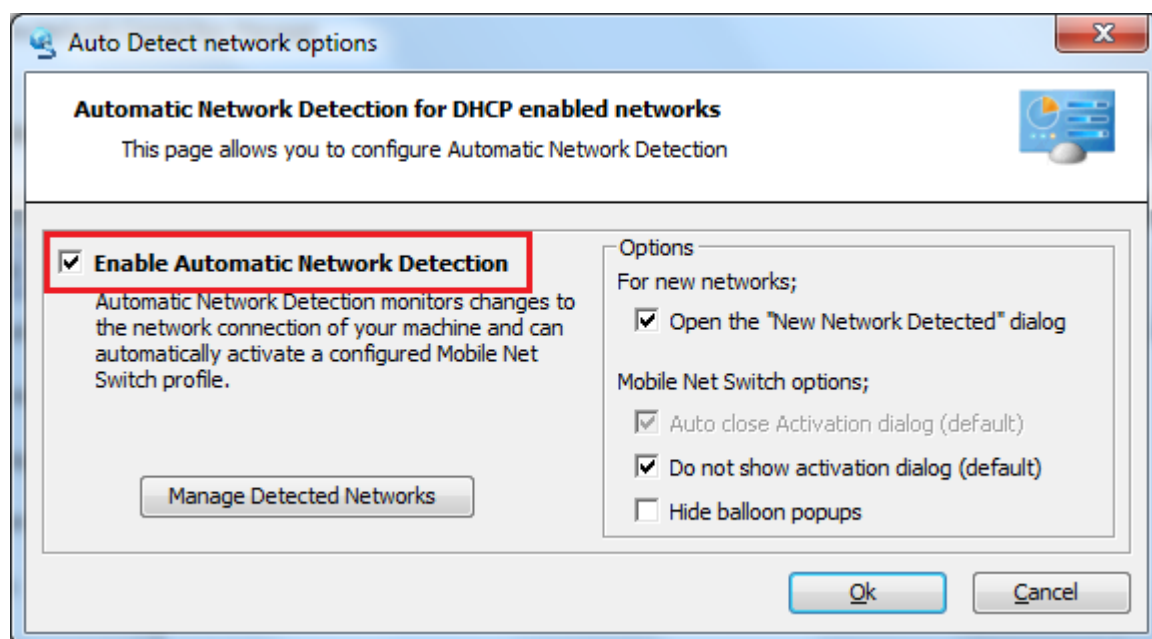 Auto Detect network options
Automatic Network Detection for DHCP enabled networks
This page allows you to configure Automatic Network Detection
Enable Automatic Network Detection
Automatic Network Detection monitors changes to
the network connection of your machine and can
automatically activate a configured Mobile Net
Switch profile.
Manage Detected Networks
Options
For new networks;
Open the "New Network Detected" dialog
Mobile Net Switch options;
Auto close Activation dialog (default)
Do not show activation dialog (default)
Hide balloon popups
Ok
Cancel